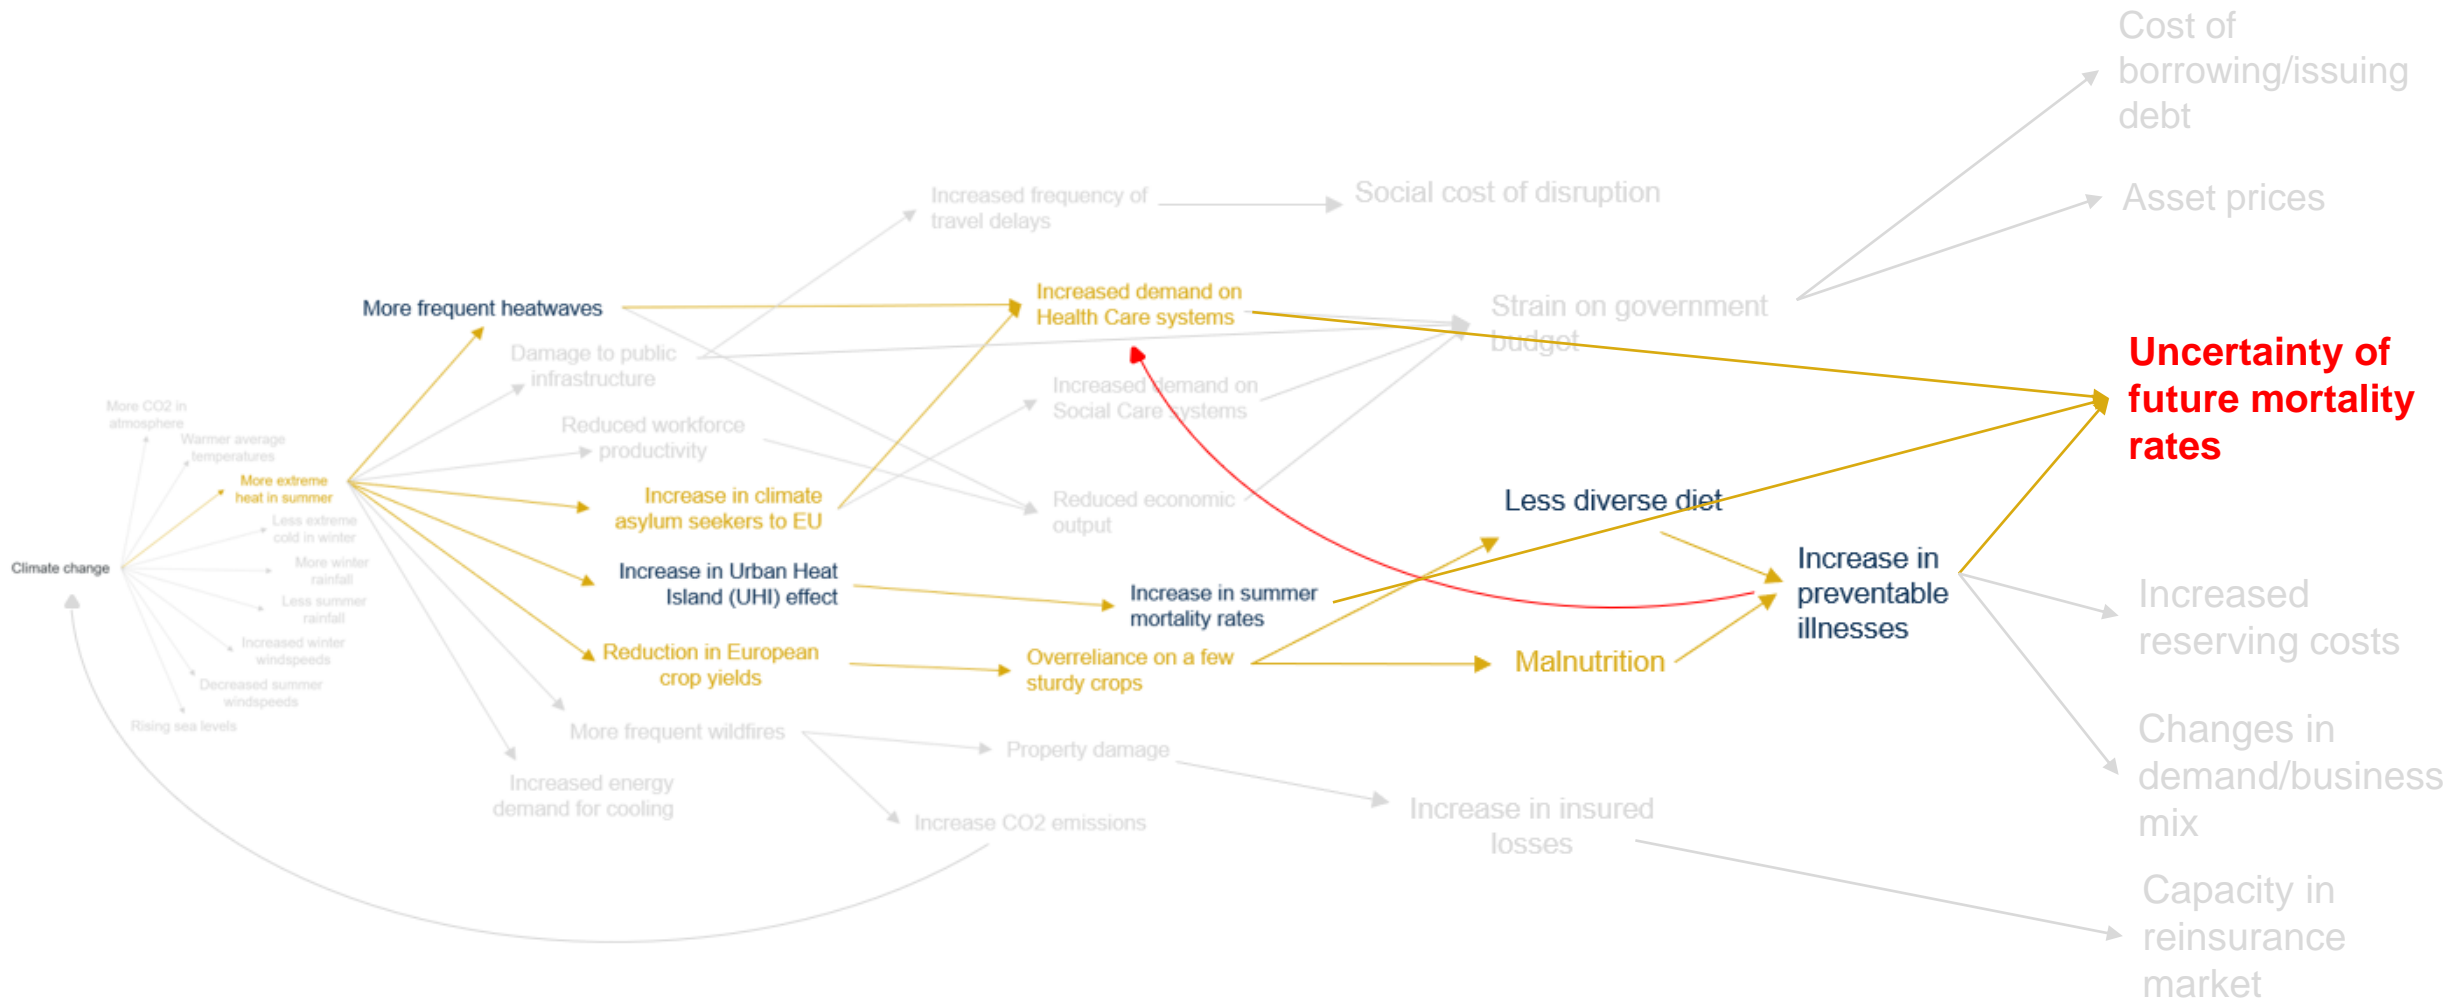 Cost of
borrowing/issuing
debt
Asset prices
Increased frequency of
travel delays
Social cost of disruption
More frequent heatwaves
Increased demand on
Health Care systems
Strain on government
budget
Damage to public
infrastructure
Uncertainty of
future mortality
rates
Increased demand on
Social Care systems
More CO2 in
atmosphere
Warmer average
temperatures
Reduced workforce
productivity
More extreme
heat in summer
Increase in climate
asylum seekers to EU
Reduced economic
output
Less diverse diet
Less extreme
cold in winter
Climate change
More winter
rainfall
Increase in Urban Heat
Island (UHI) effect
Increase in summer
mortality rates
Increase in
preventable
illnesses
Increased
reserving costs
Less summer
rainfall
Increased winter
windspeeds
Reduction in European
crop yields
Overreliance on a few
sturdy crops
Malnutrition
Decreased summer
windspeeds
Rising sea levels
More frequent wildfires
Property damage
Changes in
demand/business
mix
Increased energy
demand for cooling
Increase CO2 emissions
Increase in insured
losses
Capacity in
reinsurance
market